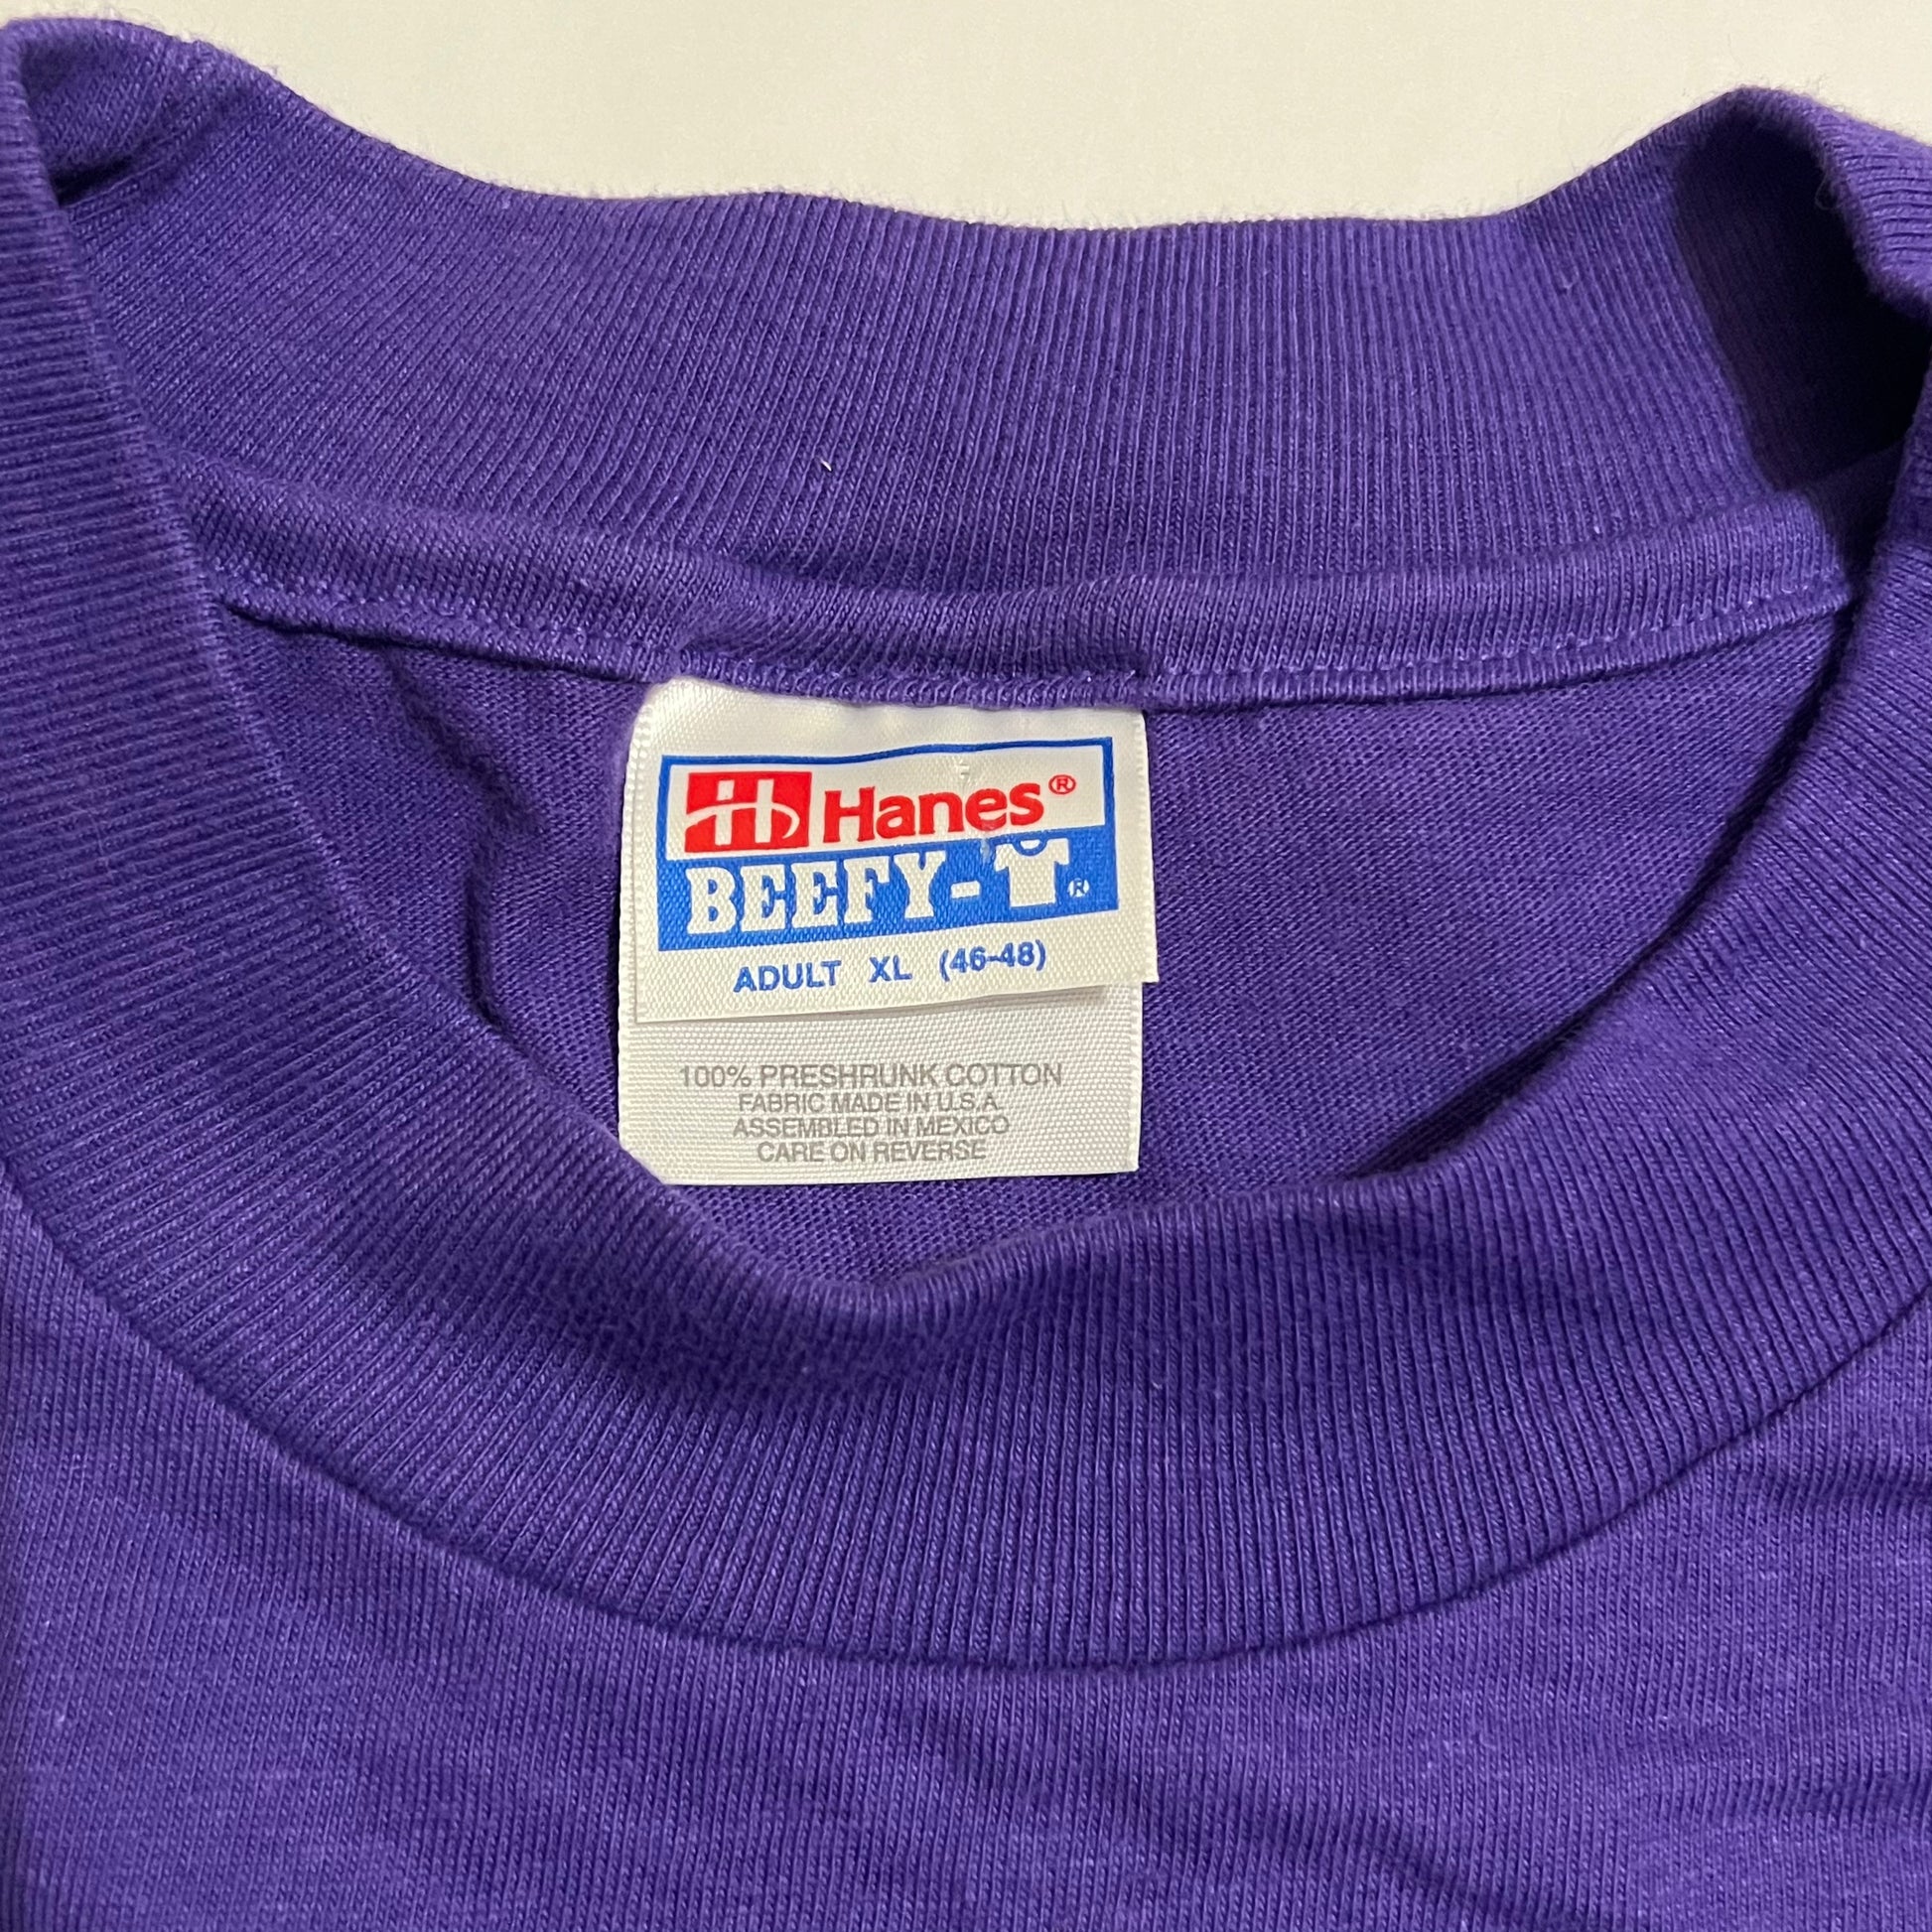 H Hanes®
BEEFY-T®
ADULT XL (46-48)
100% PRESHRUNK COTTON
FABRIC MADE IN U.S.A.
ASSEMBLED IN MEXICO
CARE ON REVERSE